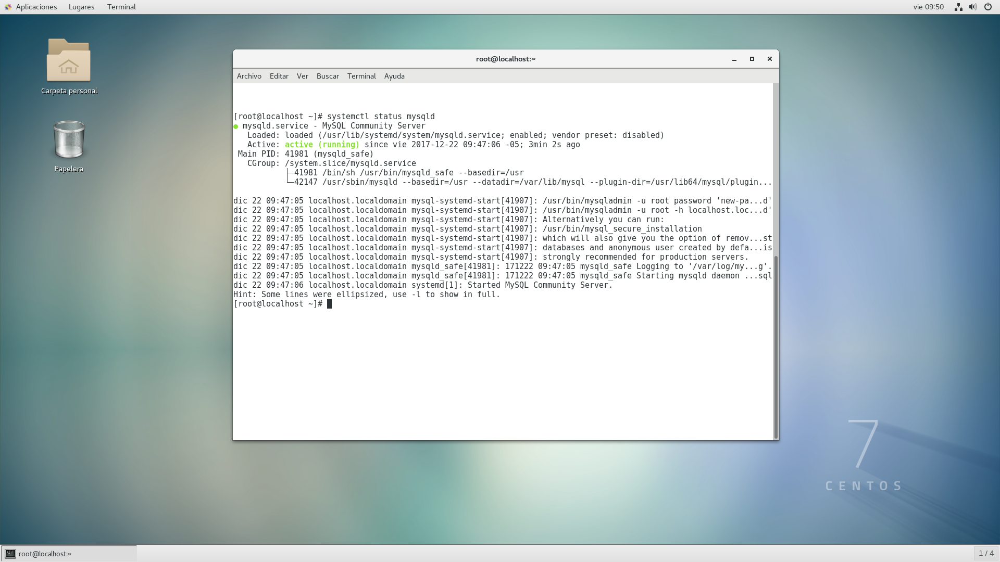 Aplicaciones Lugares Terminal vie 09:50
root@localhost:~
Archivo Editar Ver Buscar Terminal Ayuda
Carpeta personal
Papelera
[root@localhost ~]# systemctl status mysqld
● mysqld.service - MySQL Community Server
   Loaded: loaded (/usr/lib/systemd/system/mysqld.service; enabled; vendor preset: disabled)
   Active: active (running) since vie 2017-12-22 09:47:06 -05; 3min 2s ago
 Main PID: 41981 (mysqld_safe)
   CGroup: /system.slice/mysqld.service
           ├─41981 /bin/sh /usr/bin/mysqld_safe --basedir=/usr
           └─42147 /usr/sbin/mysqld --basedir=/usr --datadir=/var/lib/mysql --plugin-dir=/usr/lib64/mysql/plugin...
dic 22 09:47:05 localhost.localdomain mysql-systemd-start[41907]: /usr/bin/mysqladmin -u root password 'new-pa...d'
dic 22 09:47:05 localhost.localdomain mysql-systemd-start[41907]: /usr/bin/mysqladmin -u root -h localhost.loc...d'
dic 22 09:47:05 localhost.localdomain mysql-systemd-start[41907]: Alternatively you can run:
dic 22 09:47:05 localhost.localdomain mysql-systemd-start[41907]: /usr/bin/mysql_secure_installation
dic 22 09:47:05 localhost.localdomain mysql-systemd-start[41907]: which will also give you the option of remov...st
dic 22 09:47:05 localhost.localdomain mysql-systemd-start[41907]: databases and anonymous user created by defa...is
dic 22 09:47:05 localhost.localdomain mysql-systemd-start[41907]: strongly recommended for production servers.
dic 22 09:47:05 localhost.localdomain mysqld_safe[41981]: 171222 09:47:05 mysqld_safe Logging to '/var/log/my...g'.
dic 22 09:47:05 localhost.localdomain mysqld_safe[41981]: 171222 09:47:05 mysqld_safe Starting mysqld daemon ...sql
dic 22 09:47:06 localhost.localdomain systemd[1]: Started MySQL Community Server.
Hint: Some lines were ellipsized, use -l to show in full.
[root@localhost ~]#
7
CENTOS
root@localhost:~
1 / 4